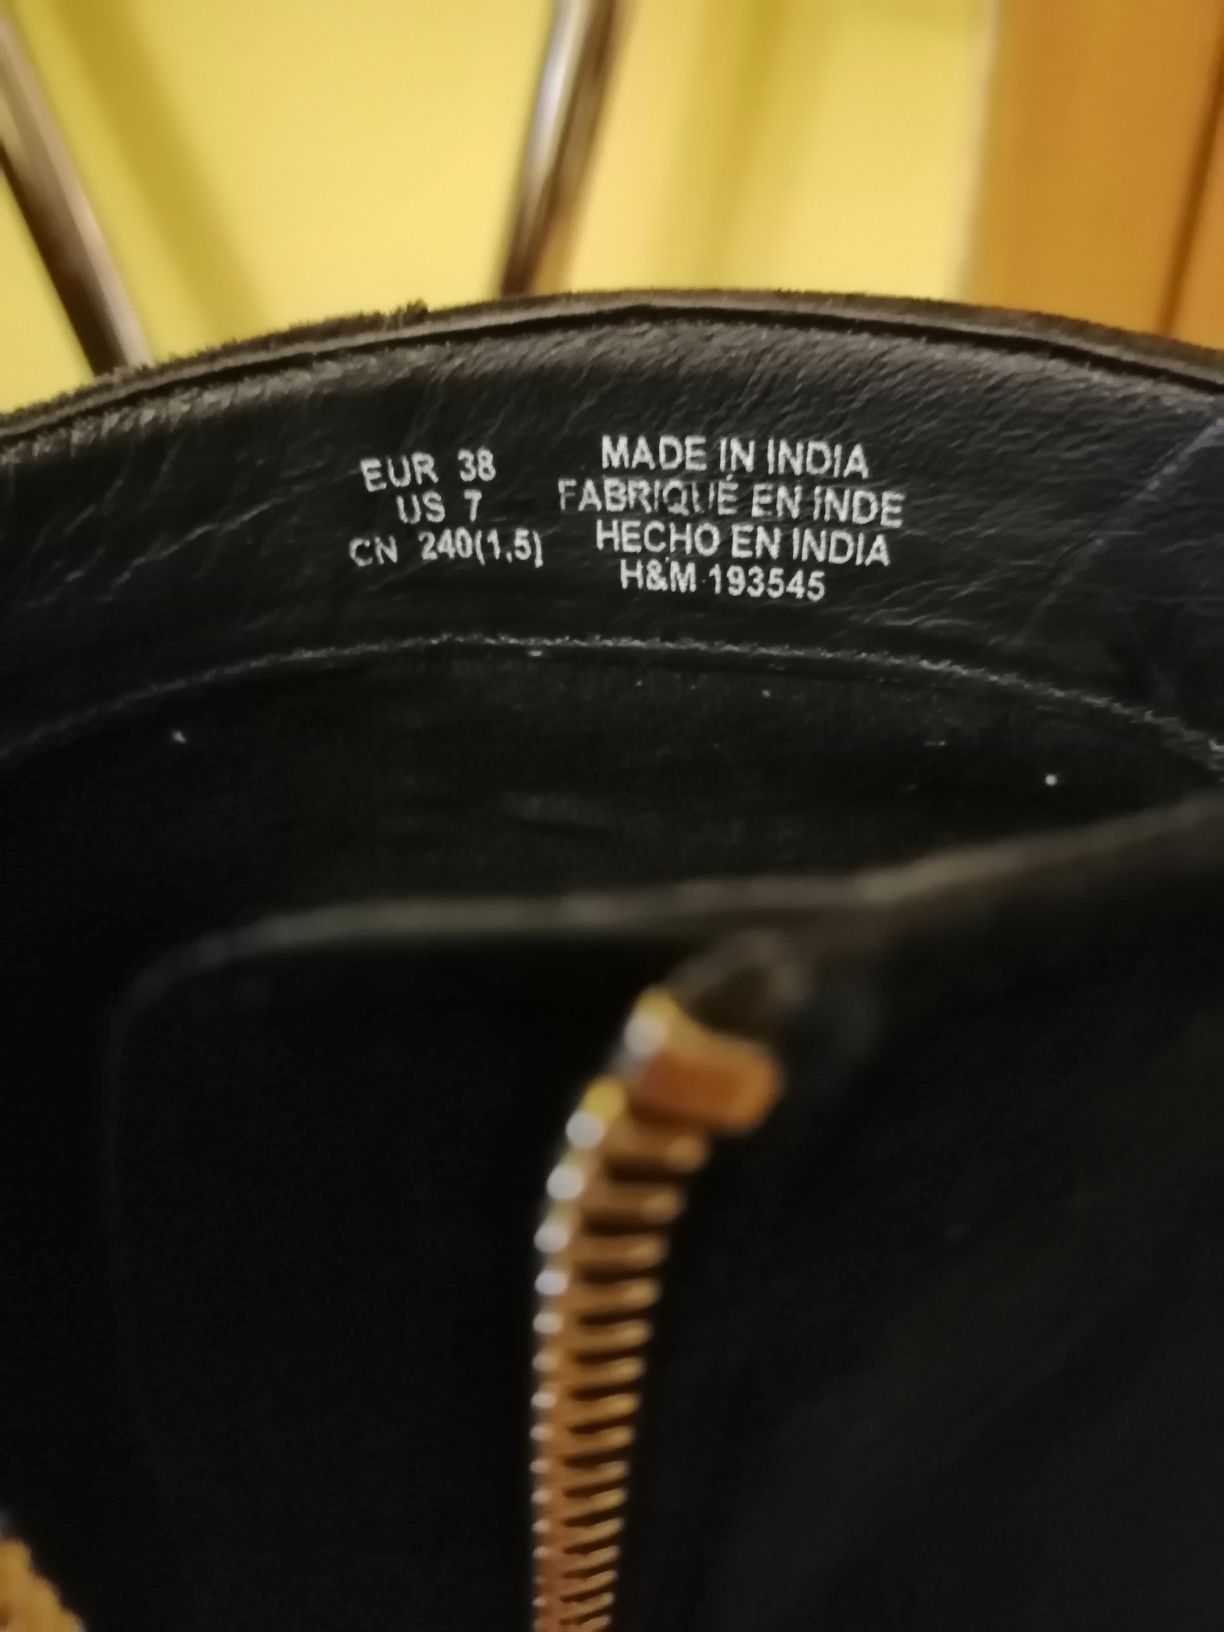 EUR 38
US 7
CN 240(1,5)
MADE IN INDIA
FABRIQUÉ EN INDE
HECHO EN INDIA
H&M 193545